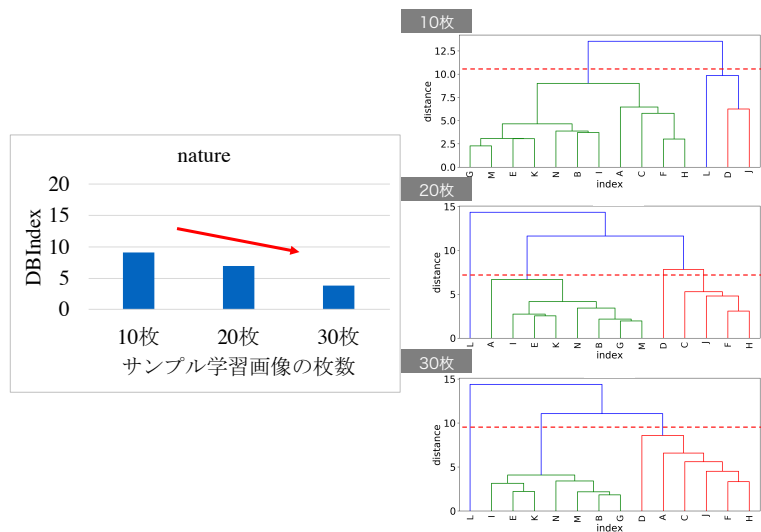 nature
20
15
10
5
0
DBIndex
10枚 20枚 30枚
サンプル学習画像の枚数
10枚
12.5
10.0
7.5
5.0
2.5
0.0
distance
G M E K N B I A C F H L D J
index
20枚
15
10
5
0
distance
L A I E K N B G M D C J F H
index
30枚
15
10
5
0
distance
L I E K N M B G D A C J F H
index